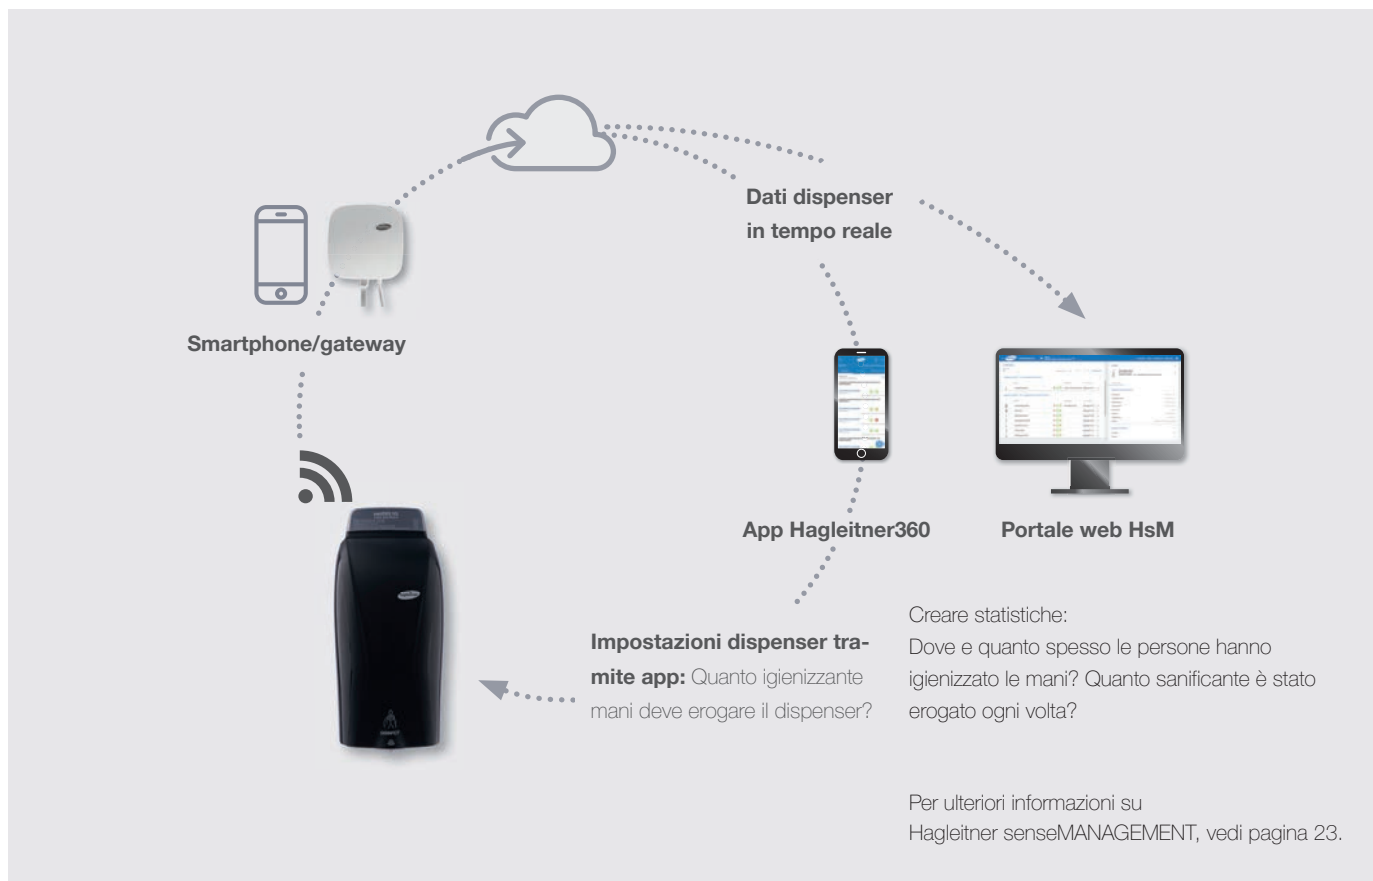 Dati dispenser
in tempo reale
Smartphone/gateway
App Hagleitner360
Portale web HsM
Impostazioni dispenser tra-
mite app: Quanto igienizzante
mani deve erogare il dispenser?
Creare statistiche:
Dove e quanto spesso le persone hanno
igienizzato le mani? Quanto sanificante è stato
erogato ogni volta?
Per ulteriori informazioni su
Hagleitner senseMANAGEMENT, vedi pagina 23.